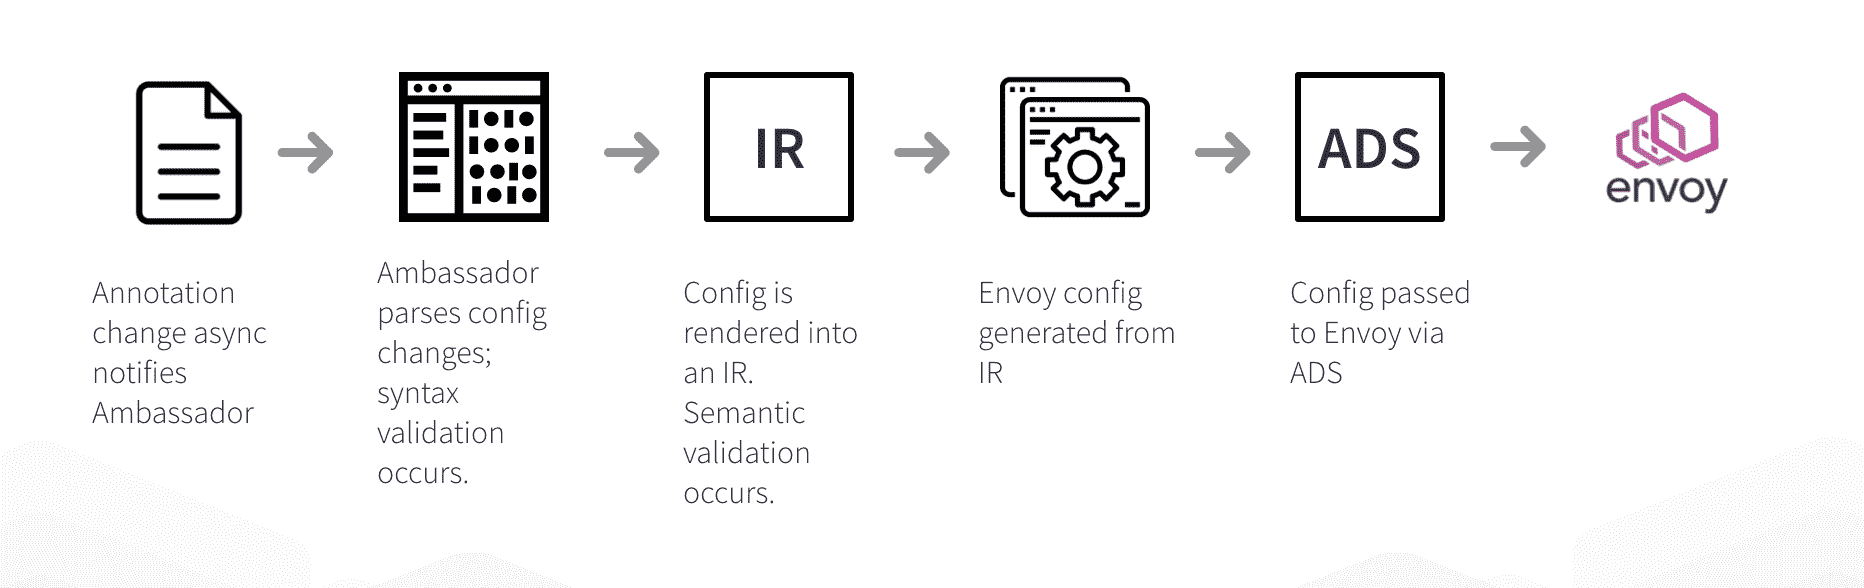 IR
ADS
envoy
Annotation
change async
notifies
Ambassador
Ambassador
parses config
changes;
syntax
validation
occurs.
Config is
rendered into
an IR.
Semantic
validation
occurs.
Envoy config
generated from
IR
Config passed
to Envoy via
ADS